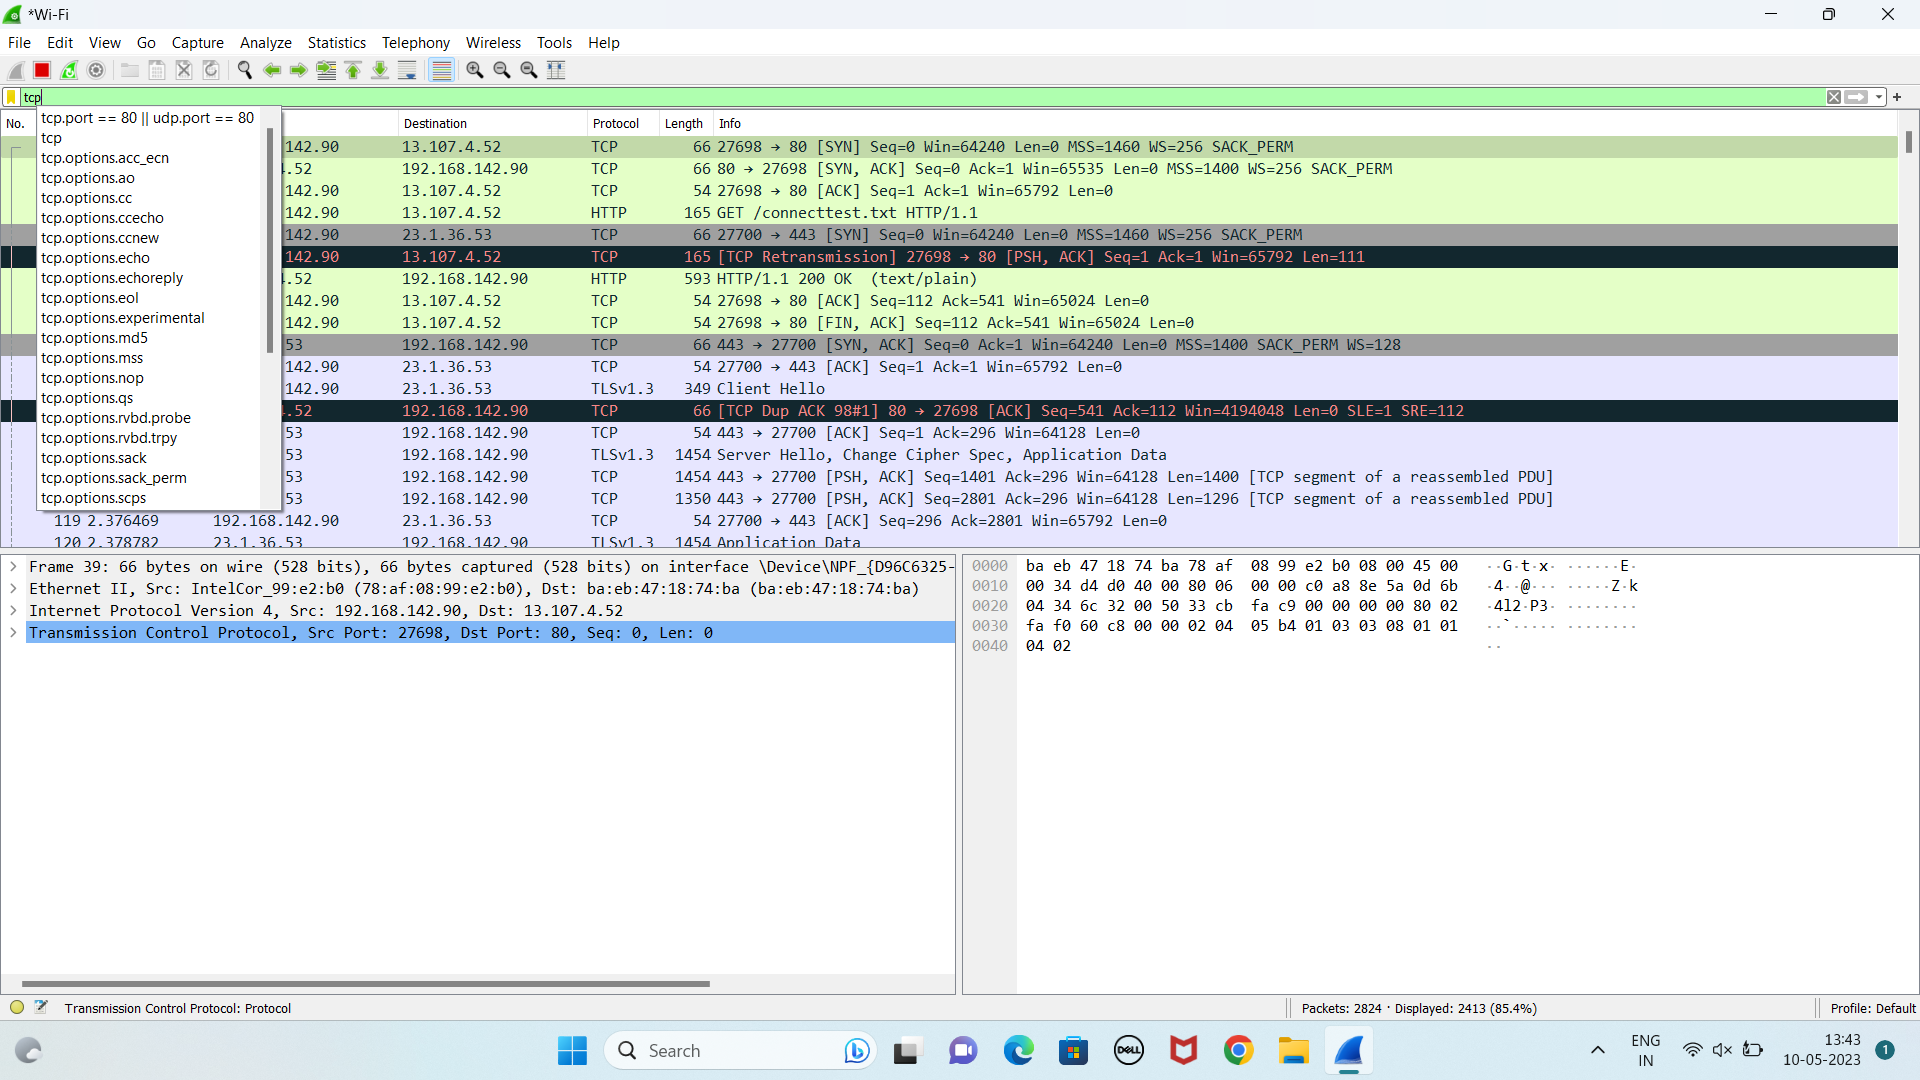 *Wi-Fi
File Edit View Go Capture Analyze Statistics Telephony Wireless Tools Help
tcp
No. Destination Protocol Length Info
tcp.port == 80 || udp.port == 80
tcp
tcp.options.acc_ecn
tcp.options.ao
tcp.options.cc
tcp.options.ccecho
tcp.options.ccnew
tcp.options.echo
tcp.options.echoreply
tcp.options.eol
tcp.options.experimental
tcp.options.md5
tcp.options.mss
tcp.options.nop
tcp.options.qs
tcp.options.rvbd.probe
tcp.options.rvbd.trpy
tcp.options.sack
tcp.options.sack_perm
tcp.options.scps
142.90 13.107.4.52 TCP 66 27698 → 80 [SYN] Seq=0 Win=64240 Len=0 MSS=1460 WS=256 SACK_PERM
.52 192.168.142.90 TCP 66 80 → 27698 [SYN, ACK] Seq=0 Ack=1 Win=65535 Len=0 MSS=1400 WS=256 SACK_PERM
142.90 13.107.4.52 TCP 54 27698 → 80 [ACK] Seq=1 Ack=1 Win=65792 Len=0
142.90 13.107.4.52 HTTP 165 GET /connecttest.txt HTTP/1.1
142.90 23.1.36.53 TCP 66 27700 → 443 [SYN] Seq=0 Win=64240 Len=0 MSS=1460 WS=256 SACK_PERM
142.90 13.107.4.52 TCP 165 [TCP Retransmission] 27698 → 80 [PSH, ACK] Seq=1 Ack=1 Win=65792 Len=111
.52 192.168.142.90 HTTP 593 HTTP/1.1 200 OK (text/plain)
142.90 13.107.4.52 TCP 54 27698 → 80 [ACK] Seq=112 Ack=541 Win=65024 Len=0
142.90 13.107.4.52 TCP 54 27698 → 80 [FIN, ACK] Seq=112 Ack=541 Win=65024 Len=0
53 192.168.142.90 TCP 66 443 → 27700 [SYN, ACK] Seq=0 Ack=1 Win=64240 Len=0 MSS=1400 SACK_PERM WS=128
142.90 23.1.36.53 TCP 54 27700 → 443 [ACK] Seq=1 Ack=1 Win=65792 Len=0
142.90 23.1.36.53 TLSv1.3 349 Client Hello
.52 192.168.142.90 TCP 66 [TCP Dup ACK 98#1] 80 → 27698 [ACK] Seq=541 Ack=112 Win=4194048 Len=0 SLE=1 SRE=112
53 192.168.142.90 TCP 54 443 → 27700 [ACK] Seq=1 Ack=296 Win=64128 Len=0
53 192.168.142.90 TLSv1.3 1454 Server Hello, Change Cipher Spec, Application Data
53 192.168.142.90 TCP 1454 443 → 27700 [PSH, ACK] Seq=1401 Ack=296 Win=64128 Len=1400 [TCP segment of a reassembled PDU]
53 192.168.142.90 TCP 1350 443 → 27700 [PSH, ACK] Seq=2801 Ack=296 Win=64128 Len=1296 [TCP segment of a reassembled PDU]
119 2.376469 192.168.142.90 23.1.36.53 TCP 54 27700 → 443 [ACK] Seq=296 Ack=2801 Win=65792 Len=0
120 2.378782 23.1.36.53 192.168.142.90 TLSv1.3 1454 Application Data
Frame 39: 66 bytes on wire (528 bits), 66 bytes captured (528 bits) on interface \Device\NPF_{D96C6325-
Ethernet II, Src: IntelCor_99:e2:b0 (78:af:08:99:e2:b0), Dst: ba:eb:47:18:74:ba (ba:eb:47:18:74:ba)
Internet Protocol Version 4, Src: 192.168.142.90, Dst: 13.107.4.52
Transmission Control Protocol, Src Port: 27698, Dst Port: 80, Seq: 0, Len: 0
0000 ba eb 47 18 74 ba 78 af 08 99 e2 b0 08 00 45 00 ··G·t·x· ······E·
0010 00 34 d4 d0 40 00 80 06 00 00 c0 a8 8e 5a 0d 6b ·4··@··· ·····Z·k
0020 04 34 6c 32 00 50 33 cb fa c9 00 00 00 00 80 02 ·4l2·P3· ········
0030 fa f0 60 c8 00 00 02 04 05 b4 01 03 03 08 01 01 ··`····· ········
0040 04 02 ··
Transmission Control Protocol: Protocol
Packets: 2824 · Displayed: 2413 (85.4%)
Profile: Default
Search
DELL
ENG
IN
13:43
10-05-2023
1